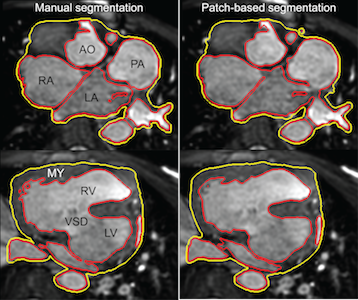 Manual segmentation
Patch-based segmentation
AO
PA
RA
LA
MY
RV
VSD
LV